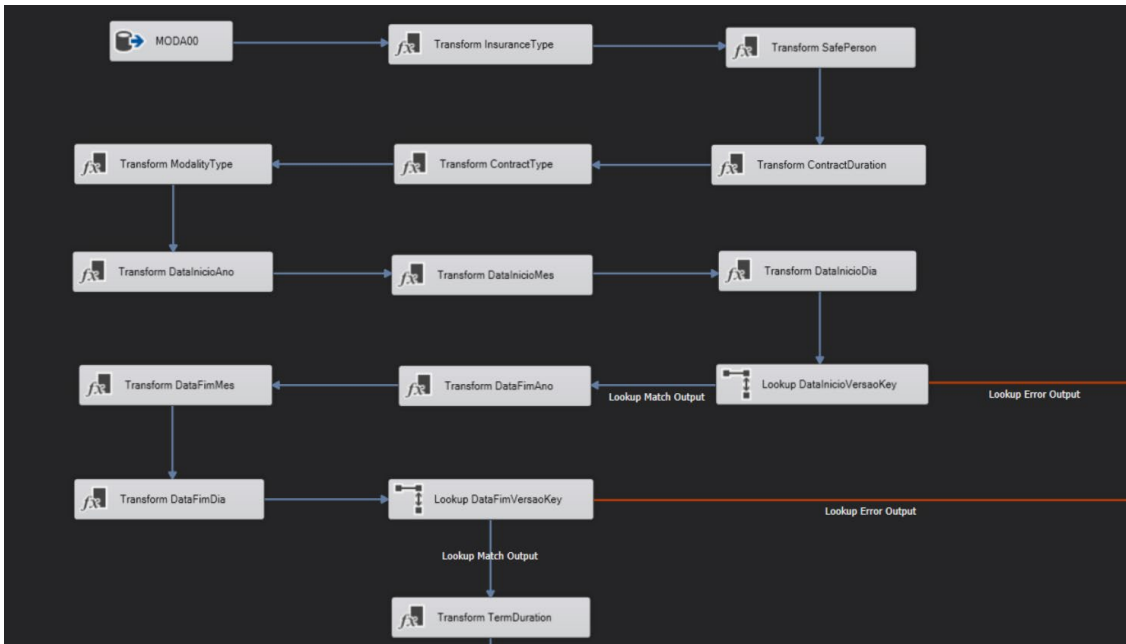 MODA00
Transform InsuranceType
Transform SafePerson
Transform ModalityType
Transform ContractType
Transform ContractDuration
Transform DataInicioAno
Transform DataInicioMes
Transform DataInicioDia
Transform DataFimMes
Transform DataFimAno
Lookup Match Output
Lookup DataInicioVersaoKey
Lookup Error Output
Transform DataFimDia
Lookup DataFimVersaoKey
Lookup Error Output
Lookup Match Output
Transform TermDuration